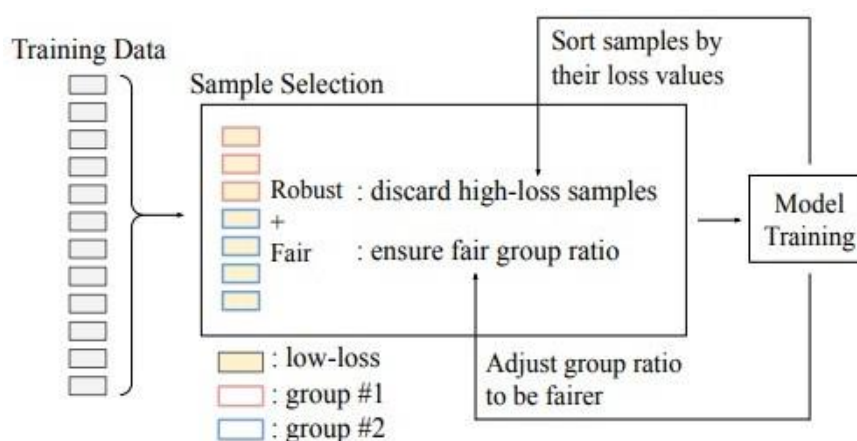 Training Data
Sample Selection
Sort samples by
their loss values
Robust : discard high-loss samples
+
Fair : ensure fair group ratio
Model
Training
Adjust group ratio
to be fairer
: low-loss
: group #1
: group #2